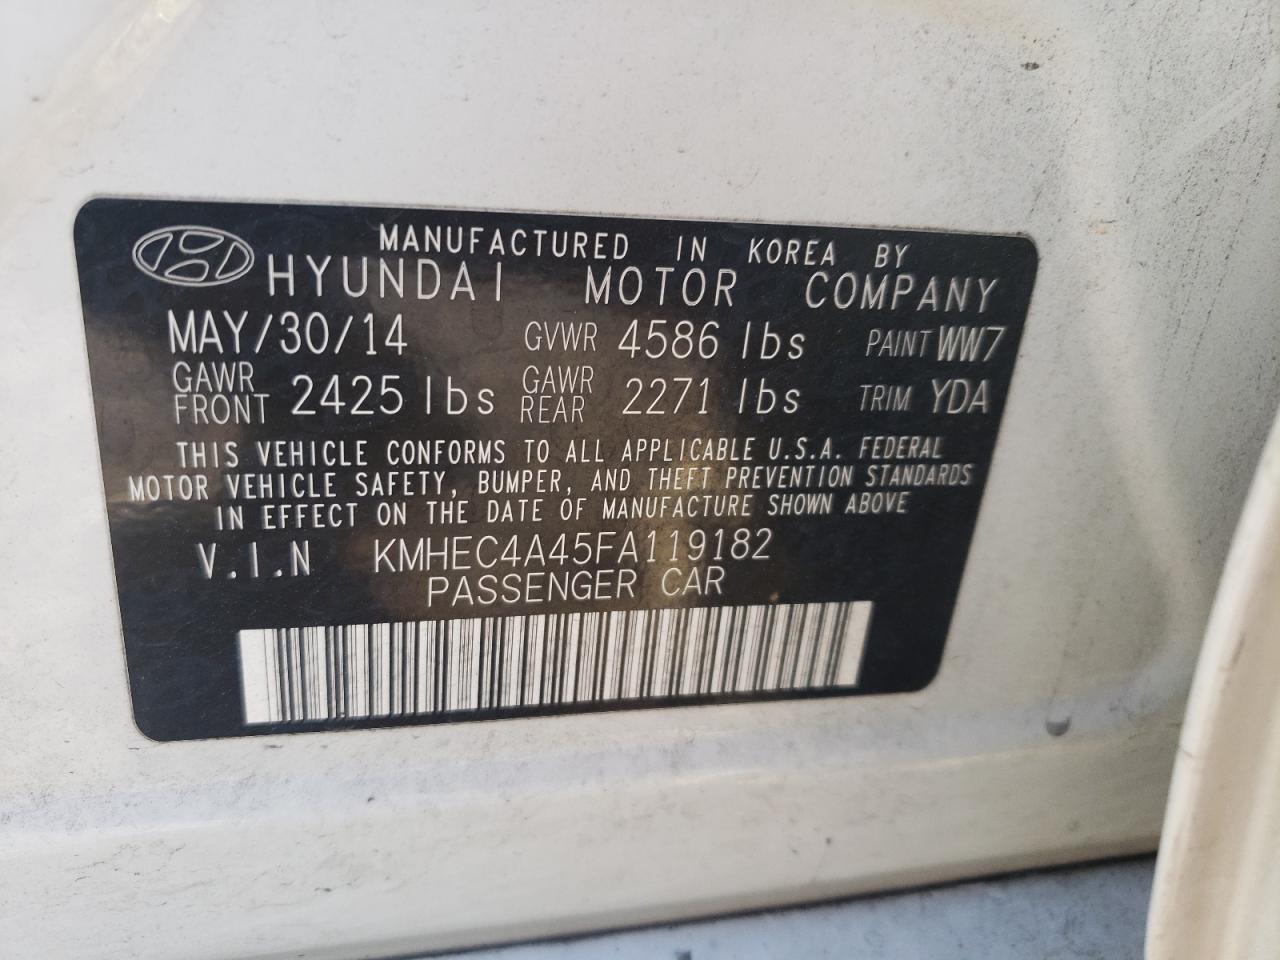 MANUFACTURED IN KOREA BY
HYUNDAI MOTOR COMPANY
MAY/30/14 GVWR 4586 lbs PAINT WW7
GAWR FRONT 2425 lbs GAWR REAR 2271 lbs TRIM YDA
THIS VEHICLE CONFORMS TO ALL APPLICABLE U.S.A. FEDERAL
MOTOR VEHICLE SAFETY, BUMPER, AND THEFT PREVENTION STANDARDS
IN EFFECT ON THE DATE OF MANUFACTURE SHOWN ABOVE
V.I.N KMHEC4A45FA119182
PASSENGER CAR